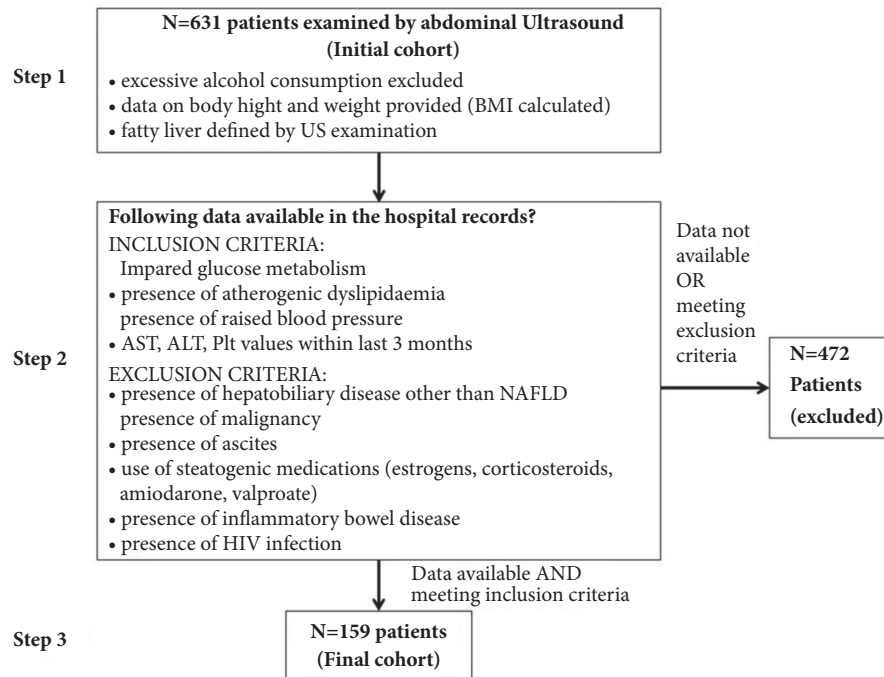 N=631 patients examined by abdominal Ultrasound
(Initial cohort)
Step 1
• excessive alcohol consumption excluded
• data on body hight and weight provided (BMI calculated)
• fatty liver defined by US examination
Following data available in the hospital records?
INCLUSION CRITERIA:
Impared glucose metabolism
• presence of atherogenic dyslipidaemia
presence of raised blood pressure
• AST, ALT, Plt values within last 3 months
Step 2
EXCLUSION CRITERIA:
• presence of hepatobiliary disease other than NAFLD
presence of malignancy
• presence of ascites
• use of steatogenic medications (estrogens, corticosteroids,
amiodarone, valproate)
• presence of inflammatory bowel disease
• presence of HIV infection
Data not
available
OR
meeting
exclusion
criteria
N=472
Patients
(excluded)
Data available AND
meeting inclusion criteria
Step 3
N=159 patients
(Final cohort)